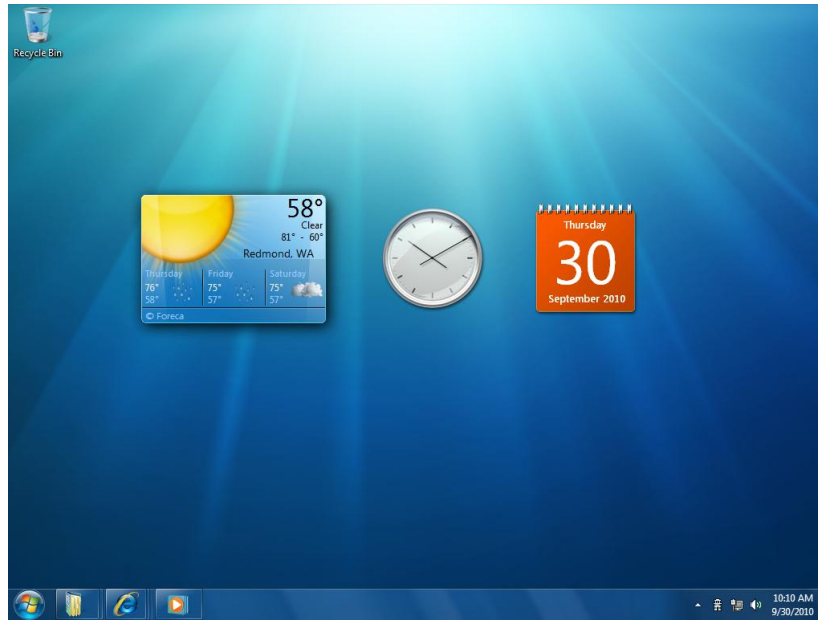 Recycle Bin
58°
Clear
81° - 60°
Redmond, WA
Thursday Friday Saturday
76° 75° 75°
58° 57° 57°
© Foreca
Thursday
30
September 2010
10:10 AM
9/30/2010